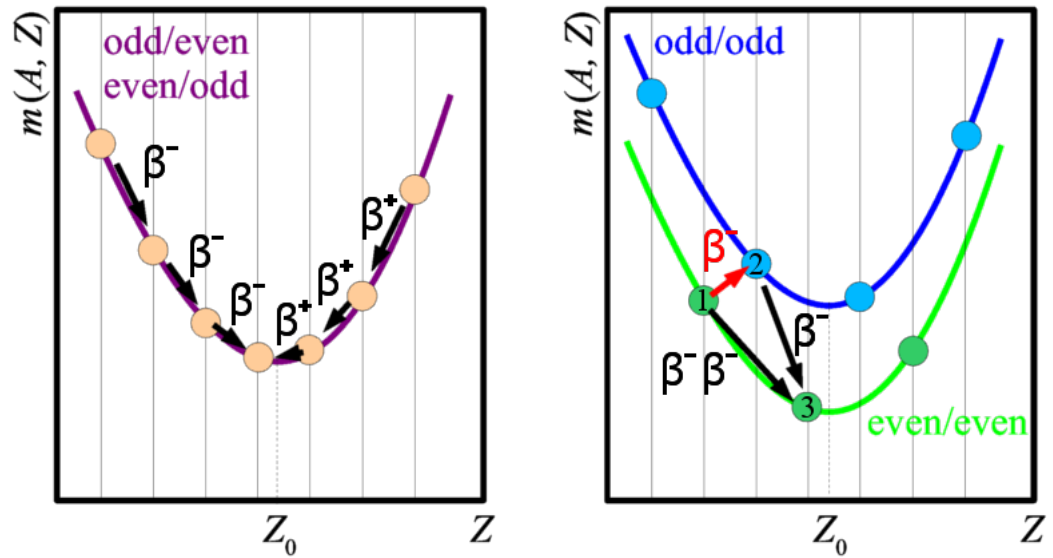 m(A, Z)
odd/even
even/odd
β⁻
β⁻
β⁻
β⁺
β⁺
β⁺
Z₀
Z
m(A, Z)
odd/odd
β⁻
2
1
β⁻
β⁻β⁻
3
even/even
Z₀
Z